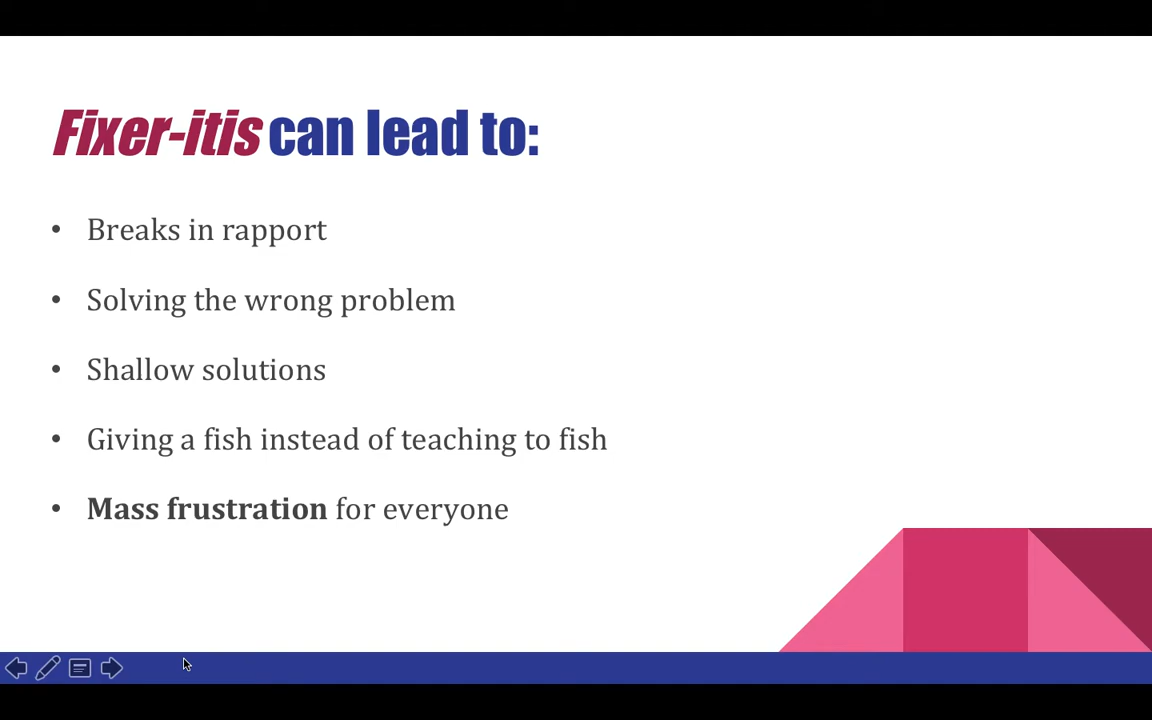 Fixer-itis can lead to:
• Breaks in rapport
• Solving the wrong problem
• Shallow solutions
• Giving a fish instead of teaching to fish
• Mass frustration for everyone